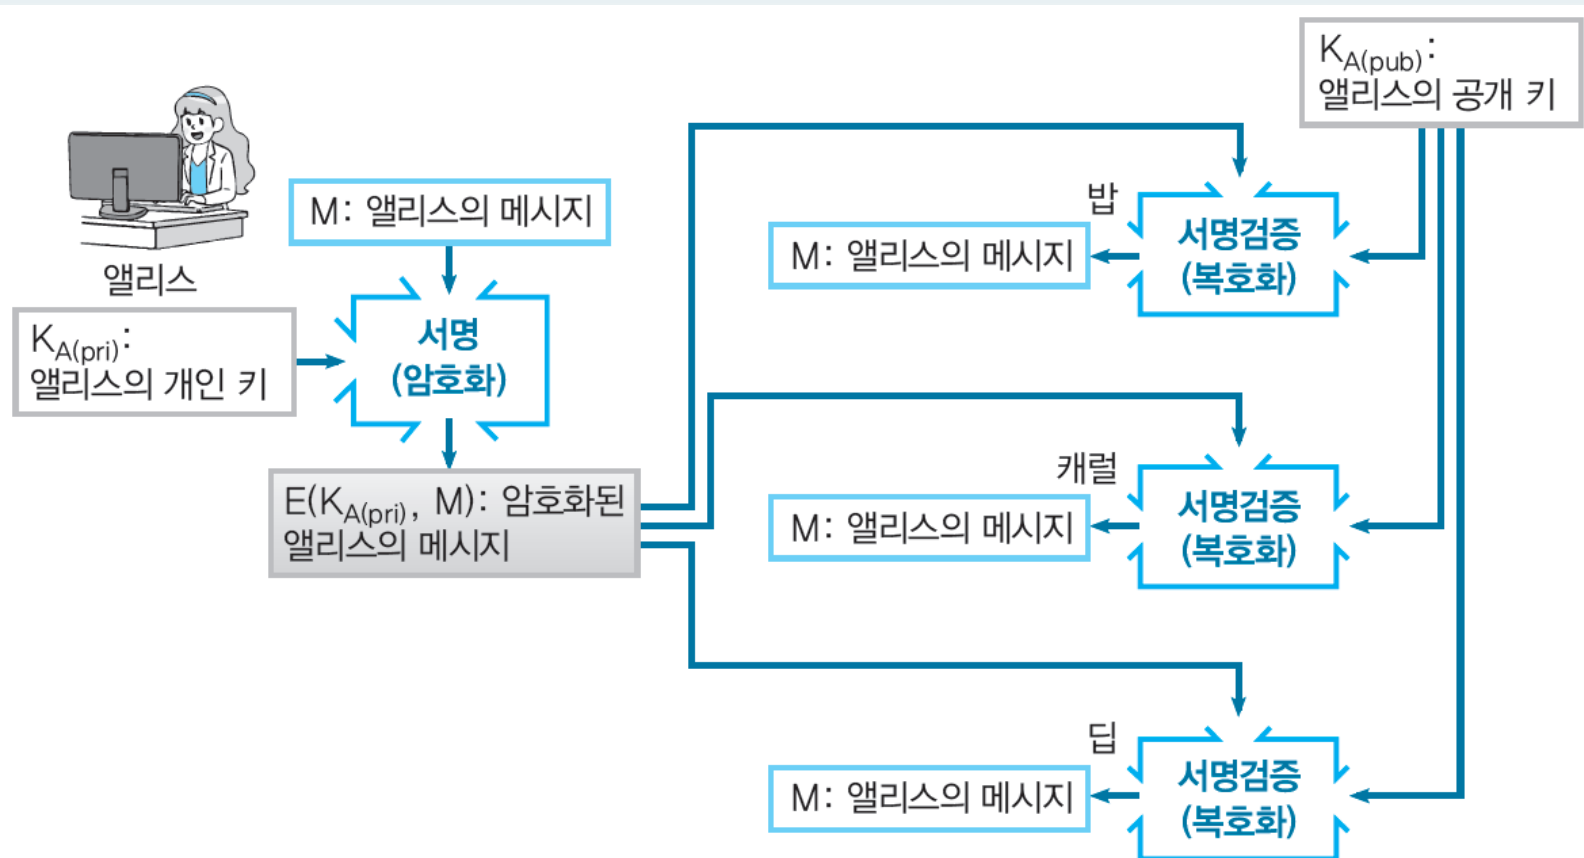 K_A(pub):
앨리스의 공개 키
밥
M: 앨리스의 메시지
서명검증
(복호화)
M: 앨리스의 메시지
앨리스
K_A(pri):
앨리스의 개인 키
서명
(암호화)
E(K_A(pri), M): 암호화된
앨리스의 메시지
캐럴
M: 앨리스의 메시지
서명검증
(복호화)
딥
M: 앨리스의 메시지
서명검증
(복호화)